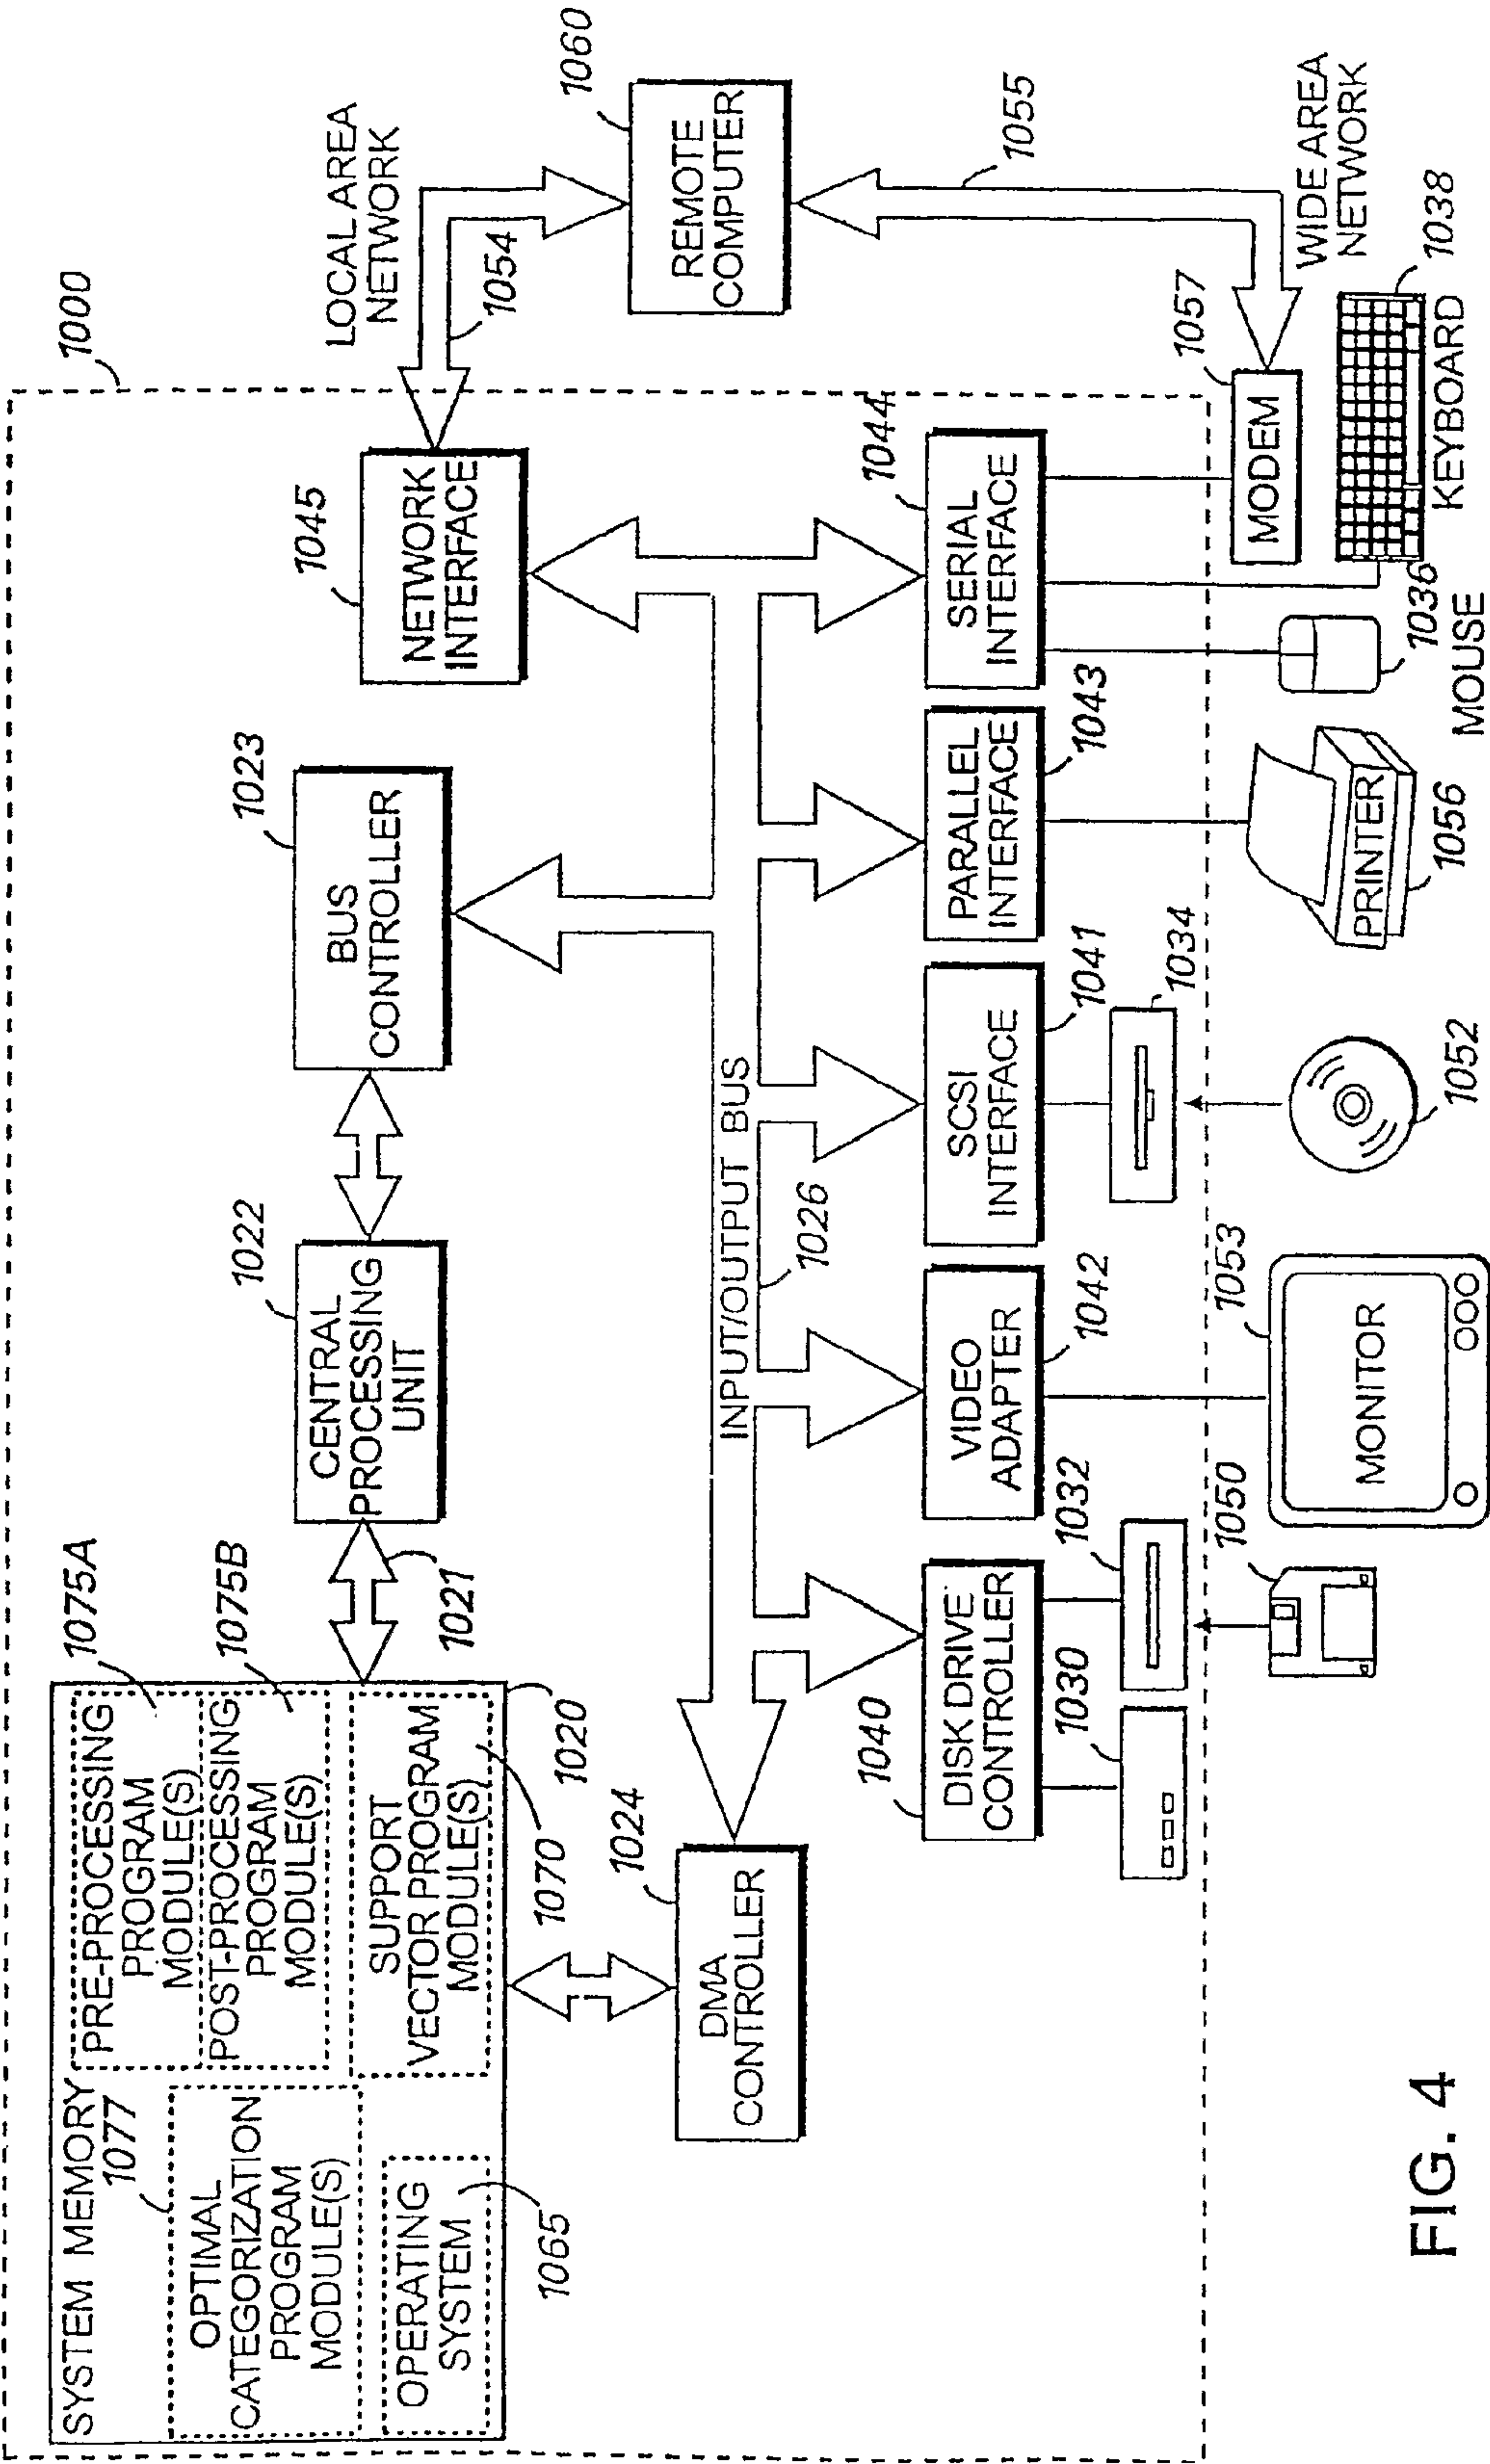 1000
SYSTEM MEMORY
1077
OPTIMAL
CATEGORIZATION
PROGRAM
MODULE(S)
OPERATING
SYSTEM
1065
PRE-PROCESSING
PROGRAM
MODULE(S)
1075A
POST-PROCESSING
PROGRAM
MODULE(S)
1075B
SUPPORT
VECTOR PROGRAM
MODULE(S)
1070
1020
1021
CENTRAL
PROCESSING
UNIT
1022
BUS
CONTROLLER
1023
NETWORK
INTERFACE
1045
LOCAL AREA
NETWORK
1054
REMOTE
COMPUTER
1060
1055
WIDE AREA
NETWORK
DMA
CONTROLLER
1024
INPUT/OUTPUT BUS
1026
DISK DRIVE
CONTROLLER
1040
VIDEO
ADAPTER
1042
SCSI
INTERFACE
1041
PARALLEL
INTERFACE
1043
SERIAL
INTERFACE
1044
1030
1032
1034
1050
MONITOR
1053
1052
PRINTER
1056
MOUSE
1036
MODEM
1057
KEYBOARD
1038
FIG. 4